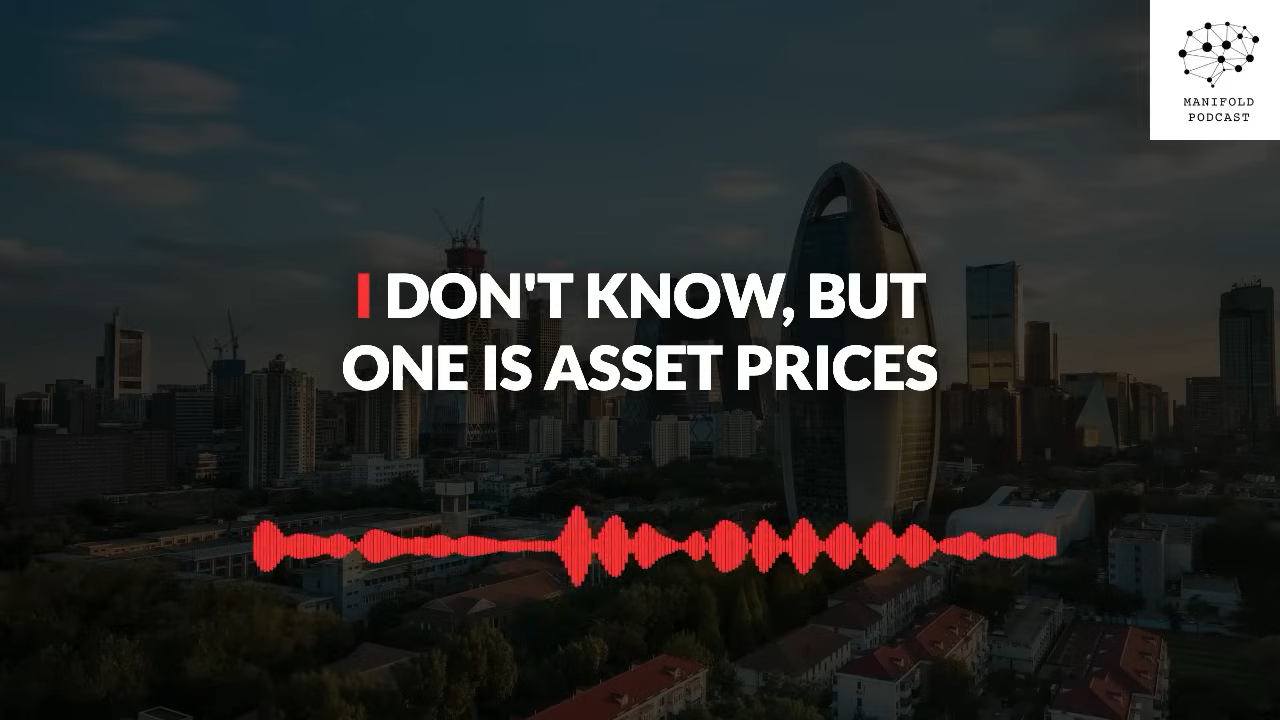 MANIFOLD
PODCAST
I DON'T KNOW, BUT
ONE IS ASSET PRICES